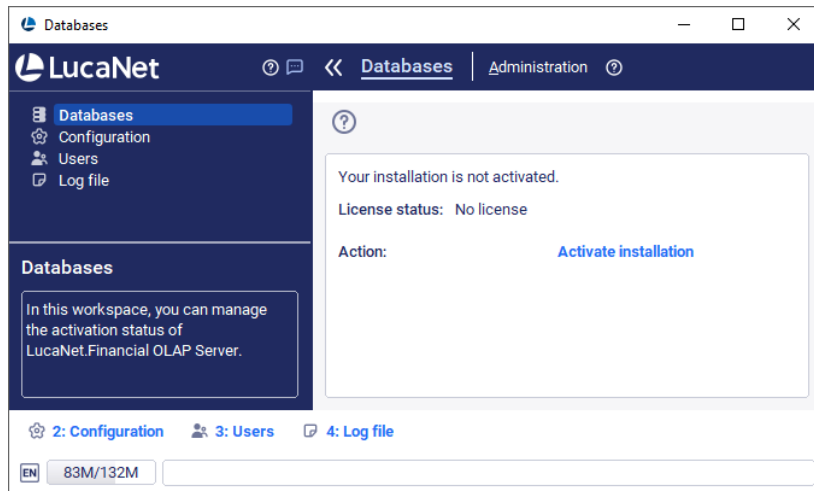 Databases
LucaNet
Databases
Administration
Databases
Configuration
Users
Log file
Your installation is not activated.
License status: No license
Action: Activate installation
Databases
In this workspace, you can manage
the activation status of
LucaNet.Financial OLAP Server.
2: Configuration 3: Users 4: Log file
EN 83M/132M